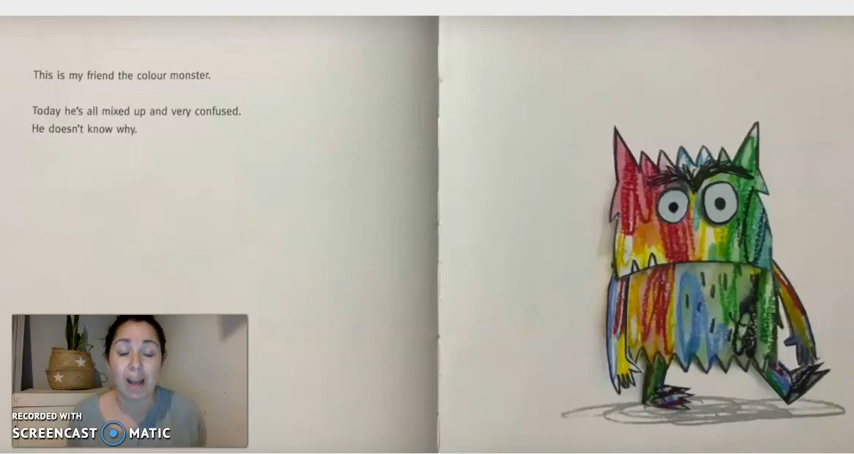 This is my friend the colour monster.
Today he's all mixed up and very confused.
He doesn't know why.
RECORDED WITH
SCREENCAST MATIC